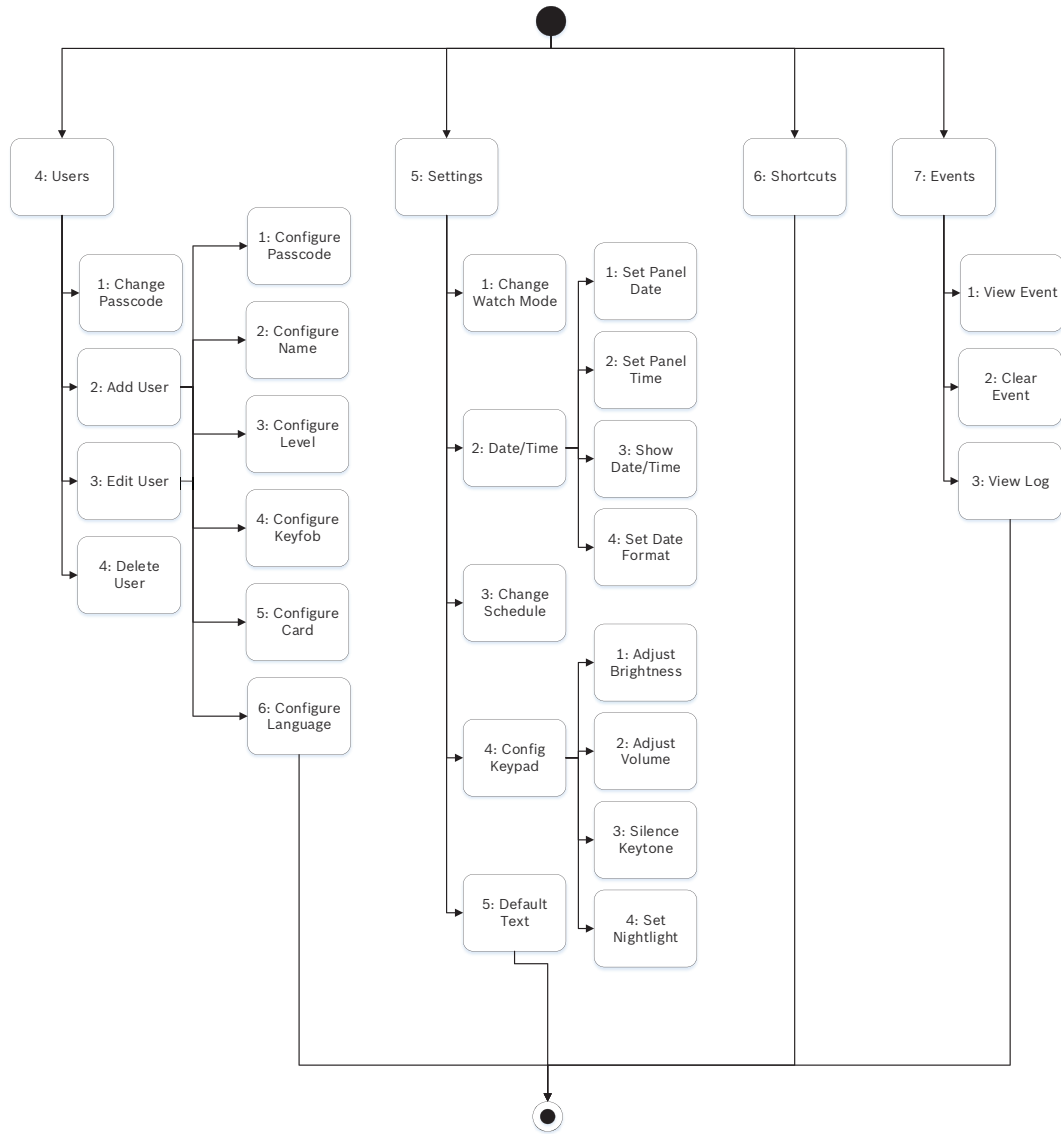 4: Users
5: Settings
6: Shortcuts
7: Events
1: Change
Passcode
2: Add User
3: Edit User
4: Delete
User
1: Configure
Passcode
2: Configure
Name
3: Configure
Level
4: Configure
Keyfob
5: Configure
Card
6: Configure
Language
1: Change
Watch Mode
2: Date/Time
3: Change
Schedule
4: Config
Keypad
5: Default
Text
1: Set Panel
Date
2: Set Panel
Time
3: Show
Date/Time
4: Set Date
Format
1: Adjust
Brightness
2: Adjust
Volume
3: Silence
Keytone
4: Set
Nightlight
1: View Event
2: Clear
Event
3: View Log